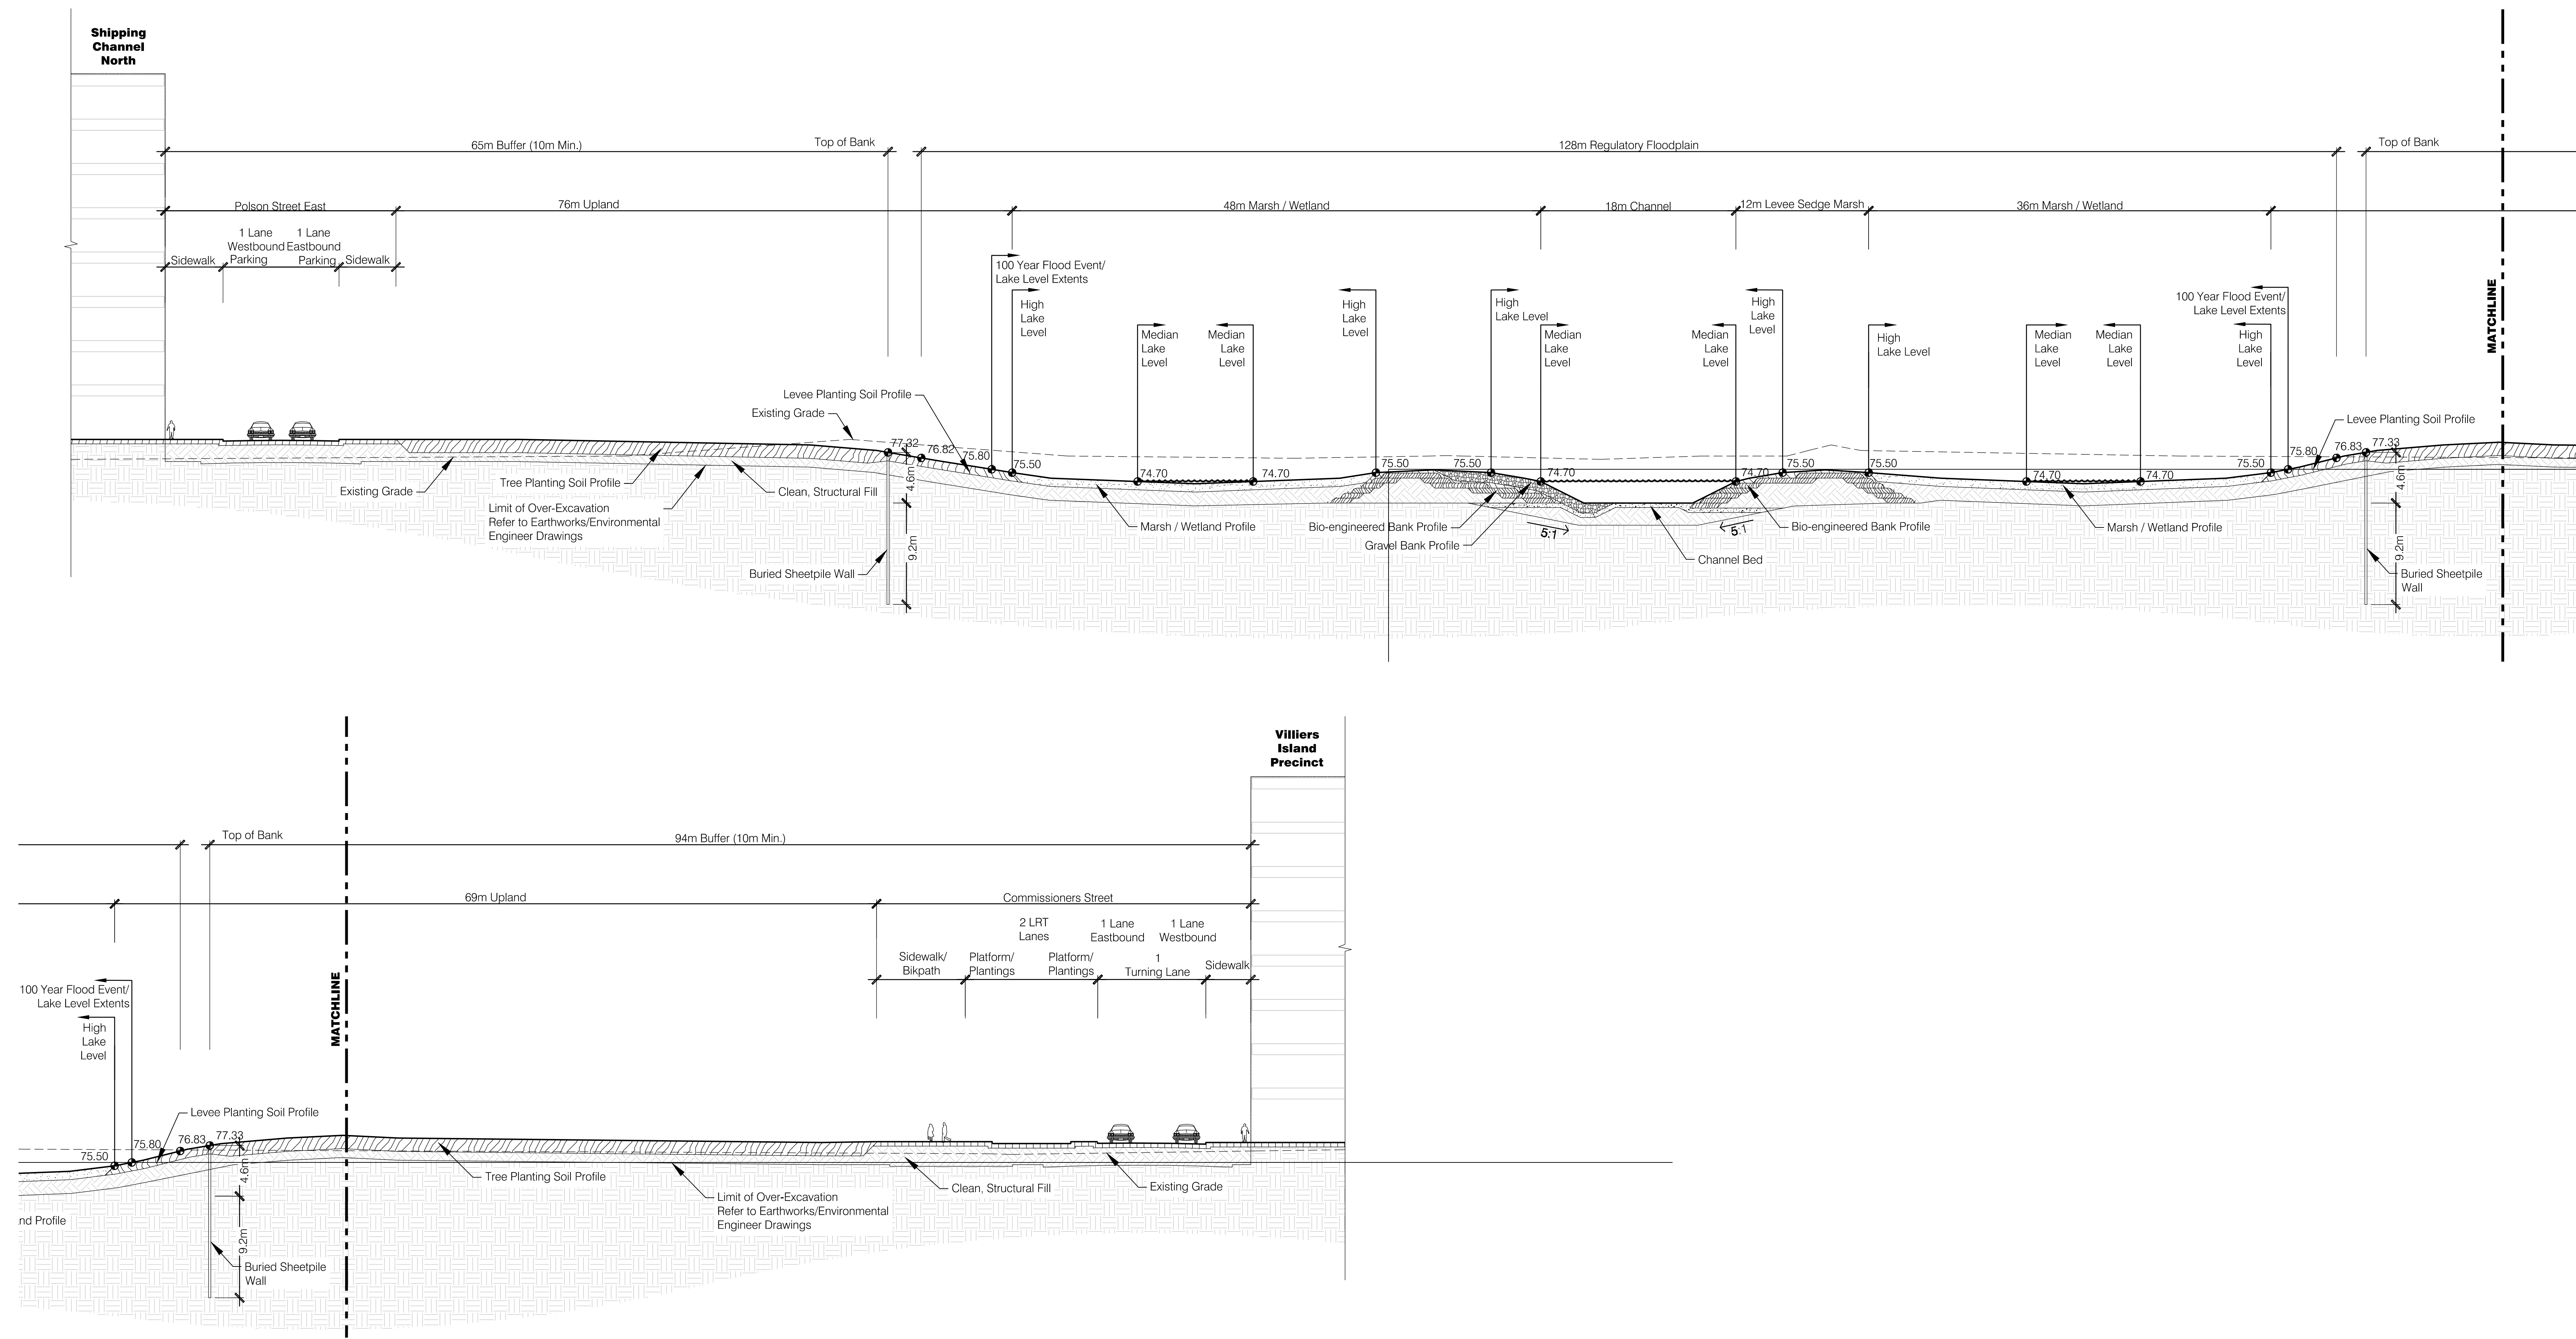 Shipping
Channel
North
65m Buffer (10m Min.)
Top of Bank
128m Regulatory Floodplain
Top of Bank
Polson Street East
76m Upland
48m Marsh / Wetland
18m Channel
12m Levee Sedge Marsh
36m Marsh / Wetland
1 Lane
Westbound
Parking
1 Lane
Eastbound
Parking
Sidewalk
Sidewalk
100 Year Flood Event/
Lake Level Extents
High
Lake
Level
Median
Lake
Level
Median
Lake
Level
High
Lake
Level
High
Lake Level
Median
Lake
Level
Median
Lake
Level
High
Lake
Level
High
Lake Level
Median
Lake
Level
Median
Lake
Level
100 Year Flood Event/
Lake Level Extents
High
Lake
Level
MATCHLINE
Levee Planting Soil Profile
Existing Grade
77.32
76.82
75.80
75.50
74.70
74.70
75.50
75.50
74.70
74.70
75.50
75.50
74.70
74.70
75.50
75.80
76.83
77.33
Levee Planting Soil Profile
4.6m
9.2m
4.6m
9.2m
Existing Grade
Tree Planting Soil Profile
Clean, Structural Fill
Limit of Over-Excavation
Refer to Earthworks/Environmental
Engineer Drawings
Buried Sheetpile Wall
Marsh / Wetland Profile
Bio-engineered Bank Profile
Gravel Bank Profile
5:1
5:1
Channel Bed
Bio-engineered Bank Profile
Marsh / Wetland Profile
Buried Sheetpile
Wall
Villiers
Island
Precinct
Top of Bank
94m Buffer (10m Min.)
69m Upland
Commissioners Street
2 LRT
Lanes
1 Lane
Eastbound
1 Lane
Westbound
Sidewalk/
Bikpath
Platform/
Plantings
Platform/
Plantings
1
Turning Lane
Sidewalk
100 Year Flood Event/
Lake Level Extents
High
Lake
Level
MATCHLINE
Levee Planting Soil Profile
75.50
75.80
76.83
77.33
4.6m
9.2m
Tree Planting Soil Profile
Limit of Over-Excavation
Refer to Earthworks/Environmental
Engineer Drawings
Clean, Structural Fill
Existing Grade
nd Profile
Buried Sheetpile
Wall